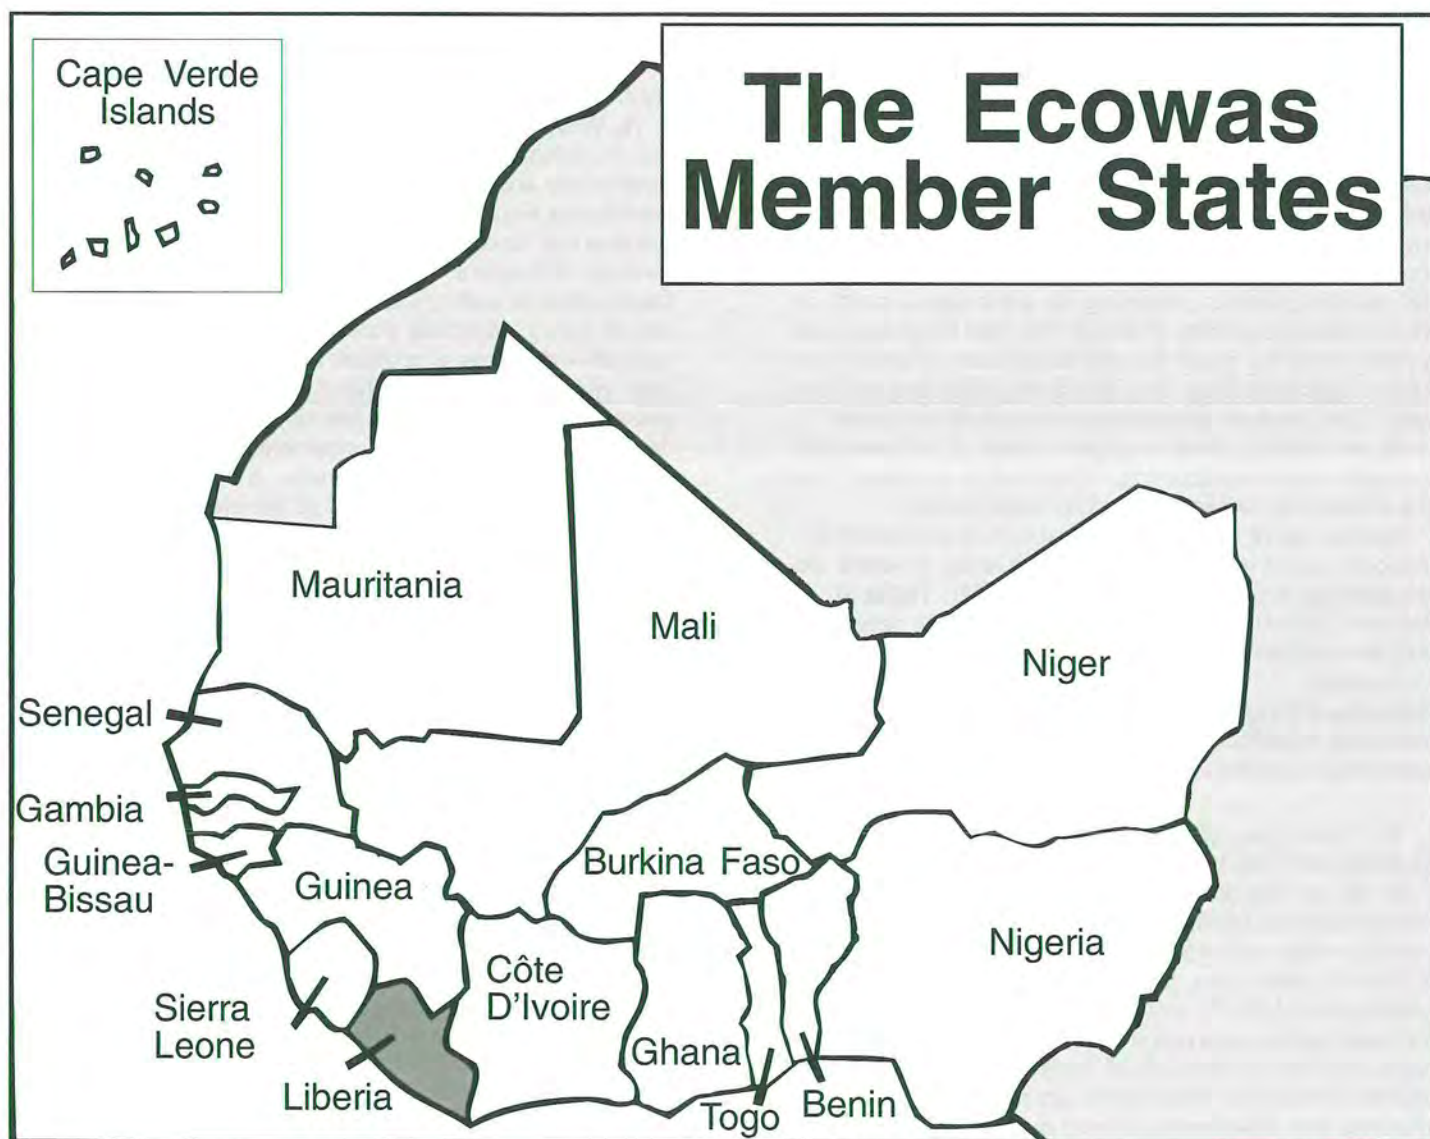 Cape Verde
Islands
The Ecowas
Member States
Mauritania
Mali
Niger
Senegal
Gambia
Guinea-
Bissau
Guinea
Burkina Faso
Nigeria
Côte
D'Ivoire
Sierra
Leone
Ghana
Liberia
Togo
Benin